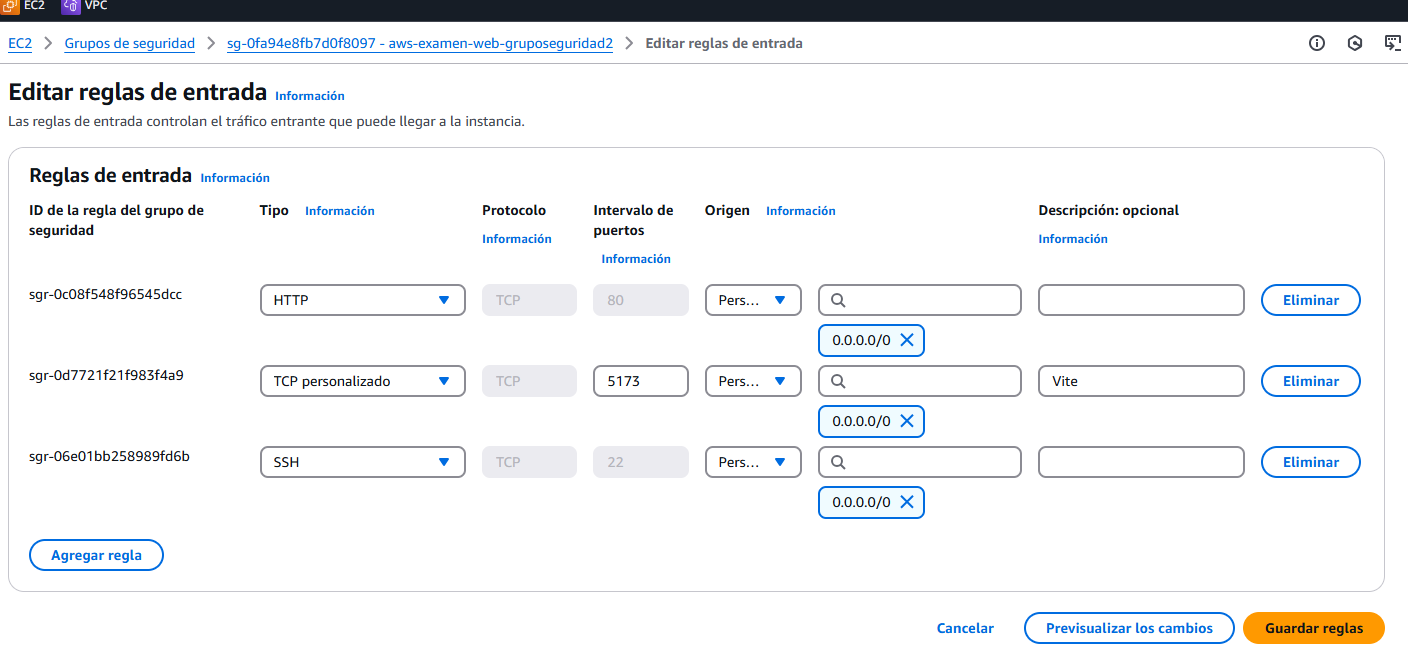 EC2 VPC
EC2 > Grupos de seguridad > sg-0fa94e8fb7d0f8097 - aws-examen-web-gruposeguridad2 > Editar reglas de entrada
Editar reglas de entrada Información
Las reglas de entrada controlan el tráfico entrante que puede llegar a la instancia.
Reglas de entrada Información
ID de la regla del grupo de seguridad
Tipo Información
Protocolo Información
Intervalo de puertos Información
Origen Información
Descripción: opcional Información
sgr-0c08f548f96545dcc HTTP TCP 80 Pers... Eliminar
0.0.0.0/0
sgr-0d7721f21f983f4a9 TCP personalizado TCP 5173 Pers... Vite Eliminar
0.0.0.0/0
sgr-06e01bb258989fd6b SSH TCP 22 Pers... Eliminar
0.0.0.0/0
Agregar regla
Cancelar Previsualizar los cambios Guardar reglas